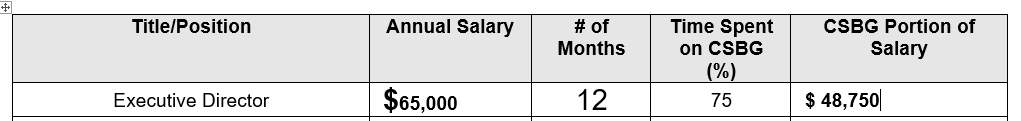 Title/Position Annual Salary # of Months Time Spent on CSBG (%) CSBG Portion of Salary
Executive Director $65,000 12 75 $ 48,750